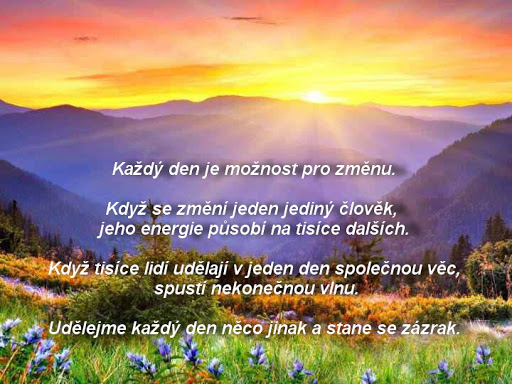 Každý den je možnost pro změnu.
Když se změní jeden jediný člověk,
jeho energie působí na tisíce dalších.
Když tisíce lidí udělají v jeden den společnou věc,
spustí nekonečnou vlnu.
Udělejme každý den něco jinak a stane se zázrak.